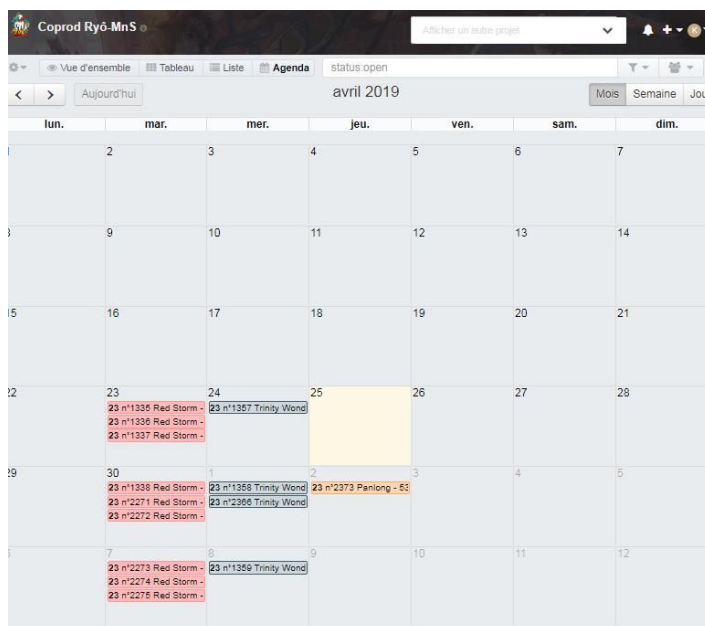 Coprod Ryô-MnS
Afficher un autre projet
Vue d'ensemble Tableau Liste Agenda status:open
Aujourd'hui avril 2019 Mois Semaine Jou
lun. mar. mer. jeu. ven. sam. dim.
2 3 4 5 6 7
9 10 11 12 13 14
15 16 17 18 19 20 21
22 23 24 25 26 27 28
23 n°1335 Red Storm - 23 n°1357 Trinity Wond
23 n°1336 Red Storm -
23 n°1337 Red Storm -
29 30 1 2 3 4 5
23 n°1338 Red Storm - 23 n°1358 Trinity Wond 23 n°2373 Panlong - 53
23 n°2271 Red Storm - 23 n°2366 Trinity Wond
23 n°2272 Red Storm -
7 8 9 10 11 12
23 n°2273 Red Storm - 23 n°1359 Trinity Wond
23 n°2274 Red Storm -
23 n°2275 Red Storm -